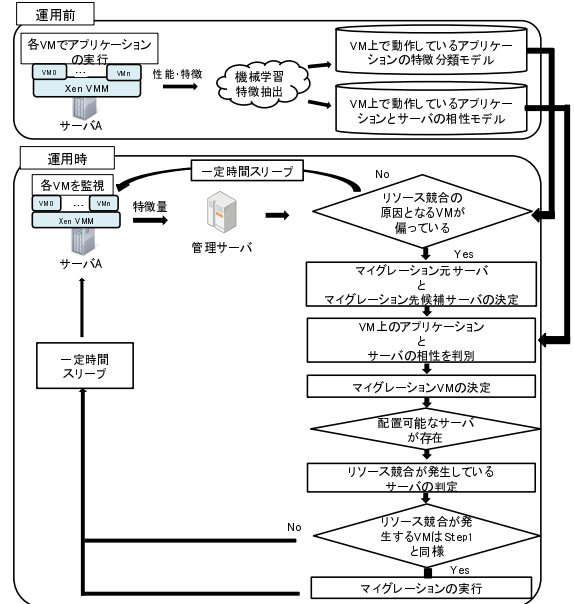 運用前
各VMでアプリケーション
の実行
VM0
...
VMn
Xen VMM
サーバA
性能・特徴
機械学習
特徴抽出
VM上で動作しているアプリケー
ションの特徴分類モデル
VM上で動作しているアプリケー
ションとサーバの相性モデル
運用時
一定時間スリープ
各VMを監視
VM0
...
VMn
Xen VMM
サーバA
特徴量
管理サーバ
No
リソース競合の
原因となるVMが
偏っている
Yes
マイグレーション元サーバ
と
マイグレーション先候補サーバの決定
VM上のアプリケーション
と
サーバの相性を判別
一定時間
スリープ
マイグレーションVMの決定
配置可能なサーバ
が存在
リソース競合が発生している
サーバの判定
No
リソース競合が発
生するVMはStep1
と同様
Yes
マイグレーションの実行